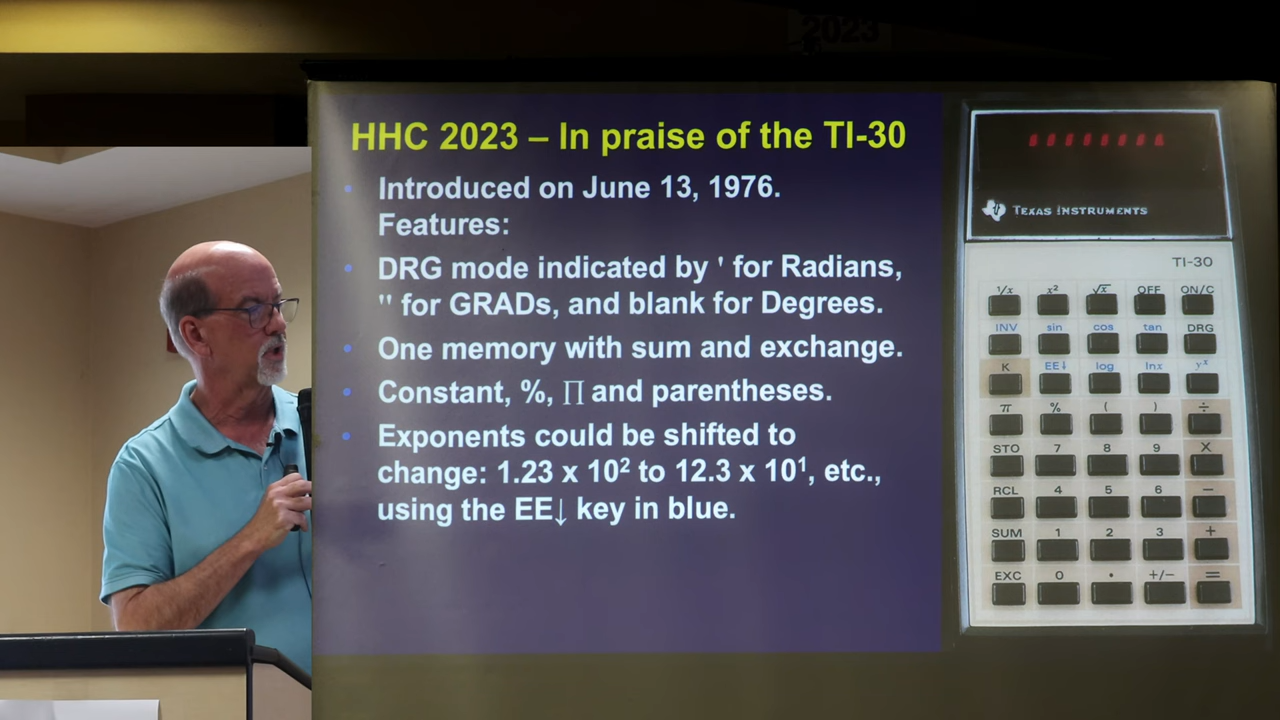 2023
HHC 2023 – In praise of the TI-30
• Introduced on June 13, 1976.
Features:
• DRG mode indicated by ' for Radians,
" for GRADs, and blank for Degrees.
• One memory with sum and exchange.
• Constant, %, ∏ and parentheses.
• Exponents could be shifted to
change: 1.23 x 10² to 12.3 x 10¹, etc.,
using the EE↓ key in blue.
TEXAS INSTRUMENTS
TI-30
1/x x² √x OFF ON/C
INV sin cos tan DRG
K EE↓ log lnx yˣ
π % ( ) ÷
STO 7 8 9 X
RCL 4 5 6 −
SUM 1 2 3 +
EXC 0 • +/− =